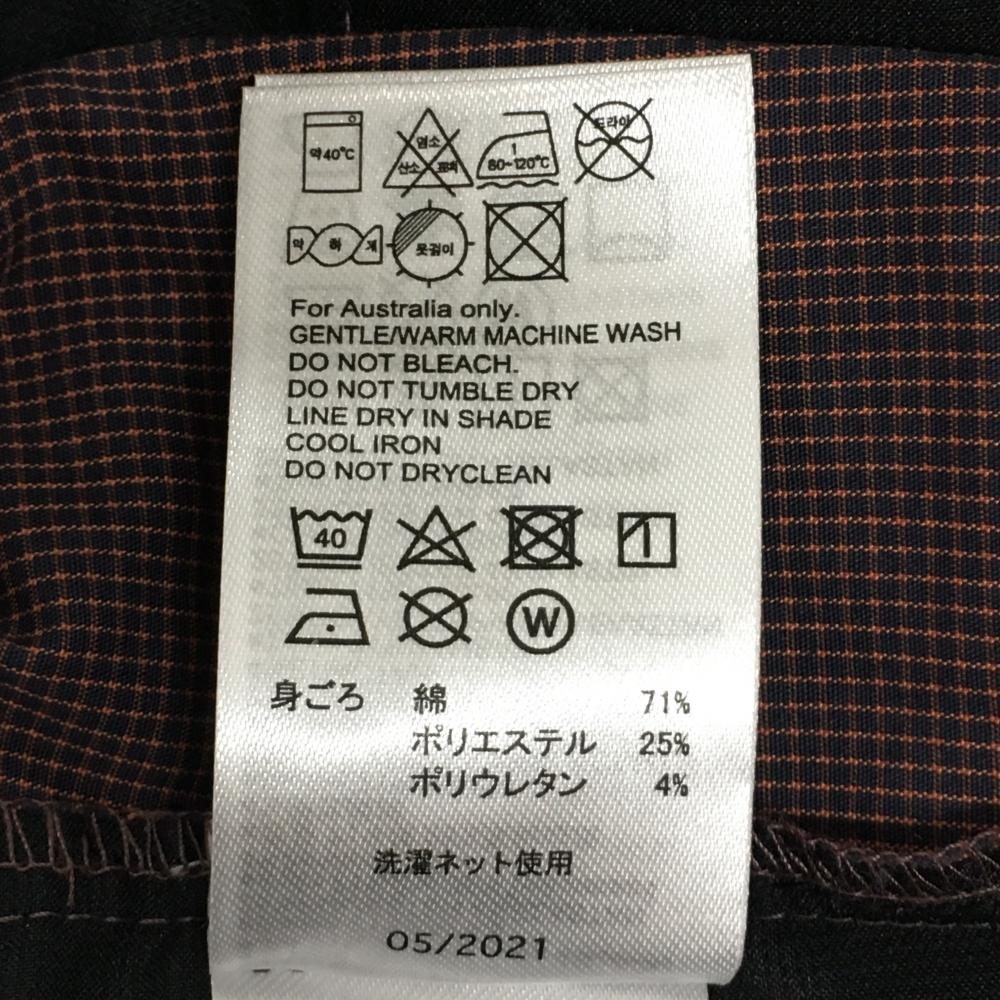 약40℃
염소
산소 표백
1
80~120℃
드라이
약 하 게
옷걸이
For Australia only.
GENTLE/WARM MACHINE WASH
DO NOT BLEACH.
DO NOT TUMBLE DRY
LINE DRY IN SHADE
COOL IRON
DO NOT DRYCLEAN
40
W
身ごろ 綿 71%
ポリエステル 25%
ポリウレタン 4%
洗濯ネット使用
05/2021